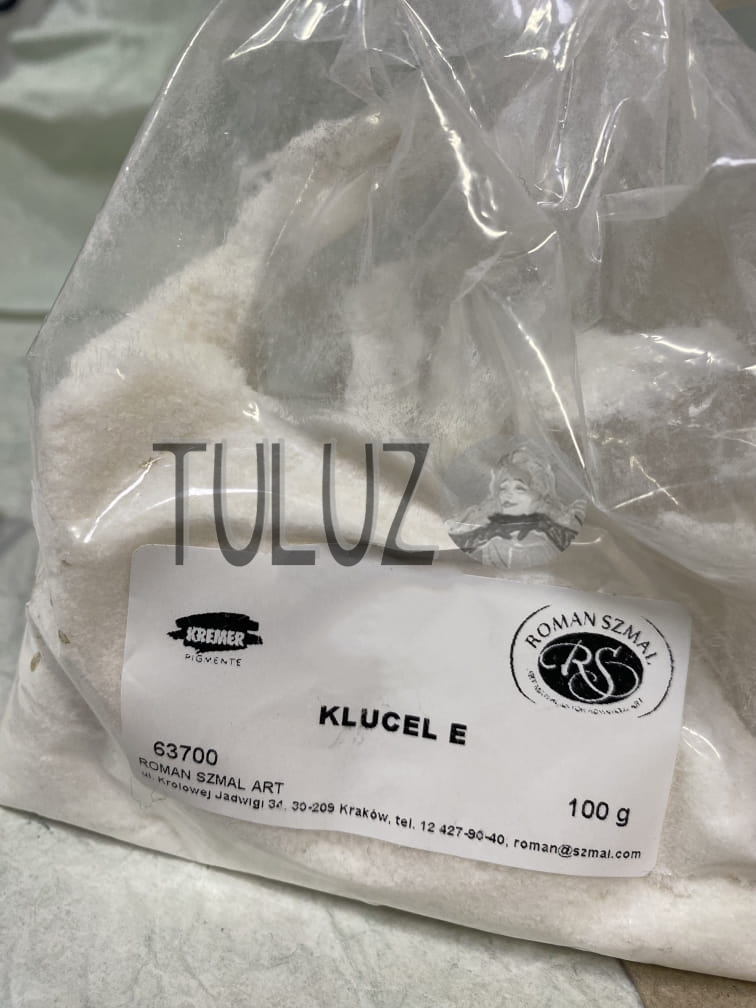 TULUZ
KREMER
PIGMENTE
ROMAN SZMAL
RS
KLUCEL E
63700
100 g
ROMAN SZMAL ART
ul. Krolowej Jadwigi 34, 30-209 Kraków, tel. 12 427-90-40, roman@szmal.com